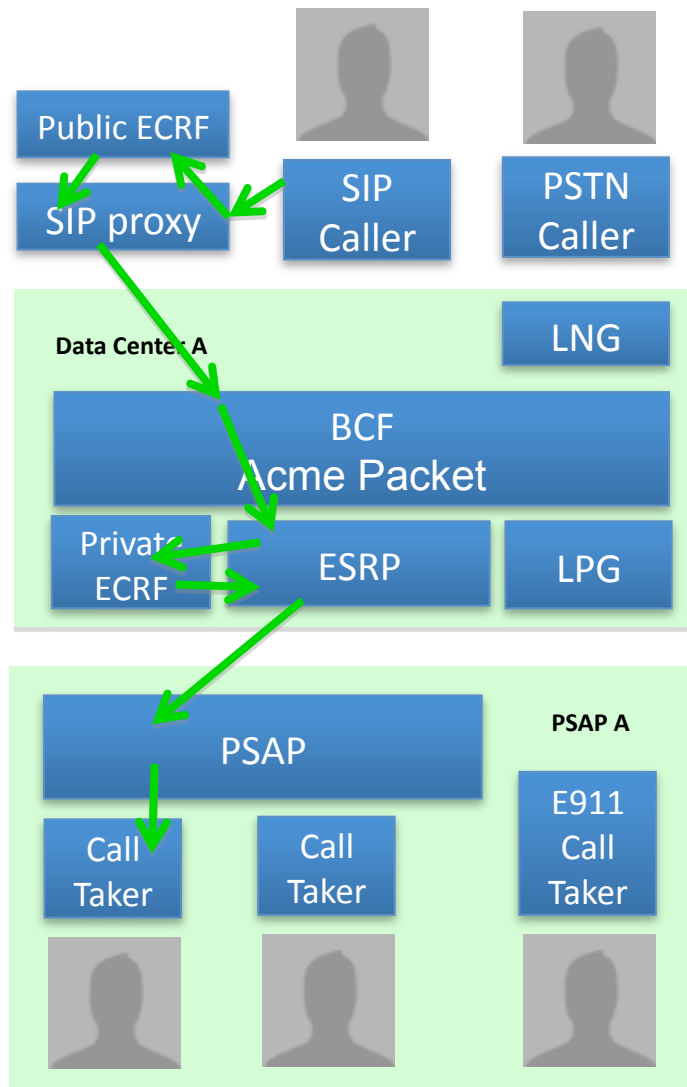 Public ECRF
SIP proxy
SIP
Caller
PSTN
Caller
Data Center A
LNG
BCF
Acme Packet
Private
ECRF
ESRP
LPG
PSAP
PSAP A
Call
Taker
Call
Taker
E911
Call
Taker